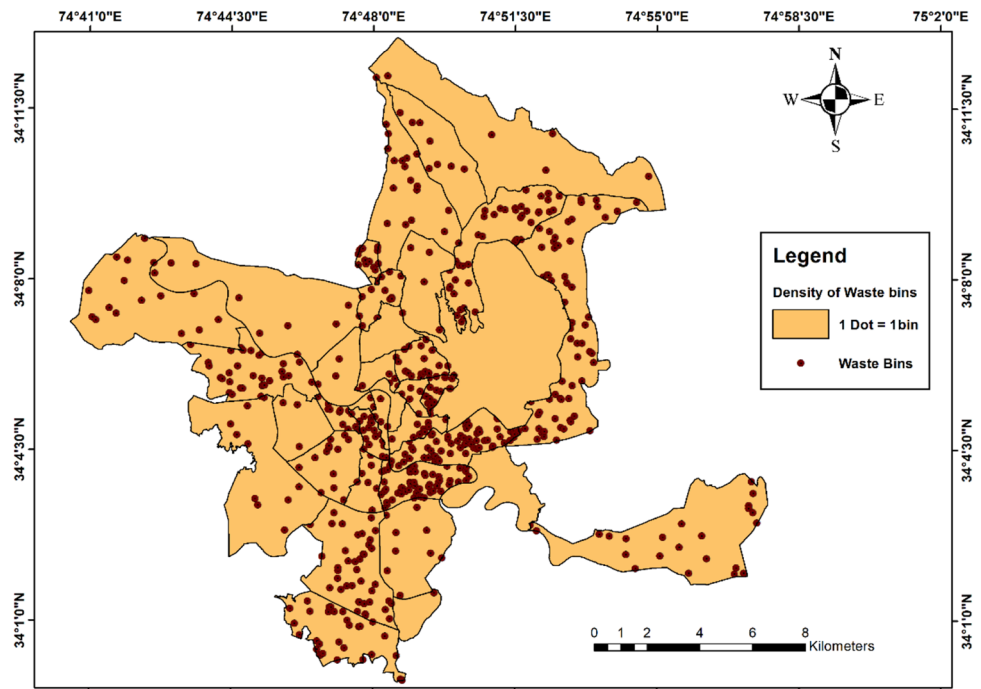 74°41'0"E 74°44'30"E 74°48'0"E 74°51'30"E 74°55'0"E 74°58'30"E 75°2'0"E
34°11'30"N
34°8'0"N
34°4'30"N
34°1'0"N
N
W E
S
34°11'30"N
34°8'0"N
34°4'30"N
34°1'0"N
Legend
Density of Waste bins
1 Dot = 1bin
Waste Bins
0 1 2 4 6 8
Kilometers